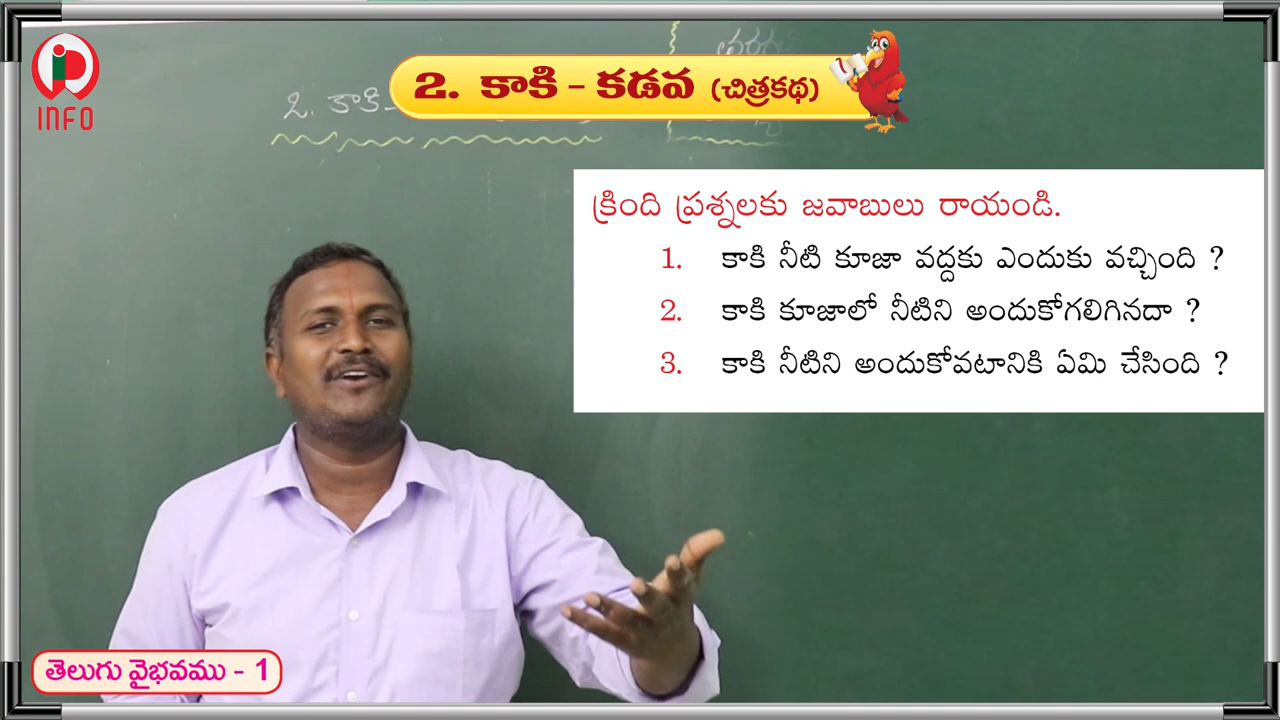 INFO
2. కాకి - కడవ (చిత్రకథ)
2. కాకి-
క్రింది ప్రశ్నలకు జవాబులు రాయండి.
1. కాకి నీటి కూజా వద్దకు ఎందుకు వచ్చింది ?
2. కాకి కూజాలో నీటిని అందుకోగలిగినదా ?
3. కాకి నీటిని అందుకోవటానికి ఏమి చేసింది ?
తెలుగు వైభవము - 1